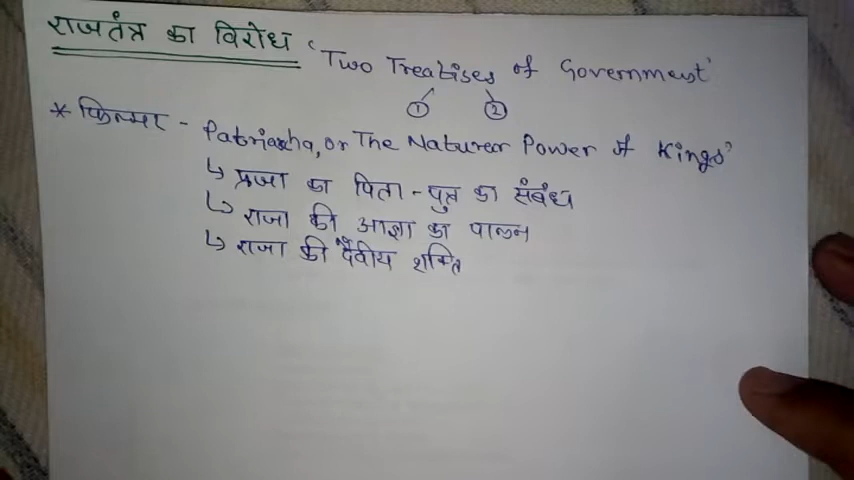 राजतंत्र का विरोध 'Two Treatises of Government'
① ②
* फिल्मर - Patriarcha, or The Naturer Power of Kings'
↳ प्रजा का पिता - पुत्र का संबंध
↳ राजा की आज्ञा का पालन
↳ राजा की दैवीय शक्ति